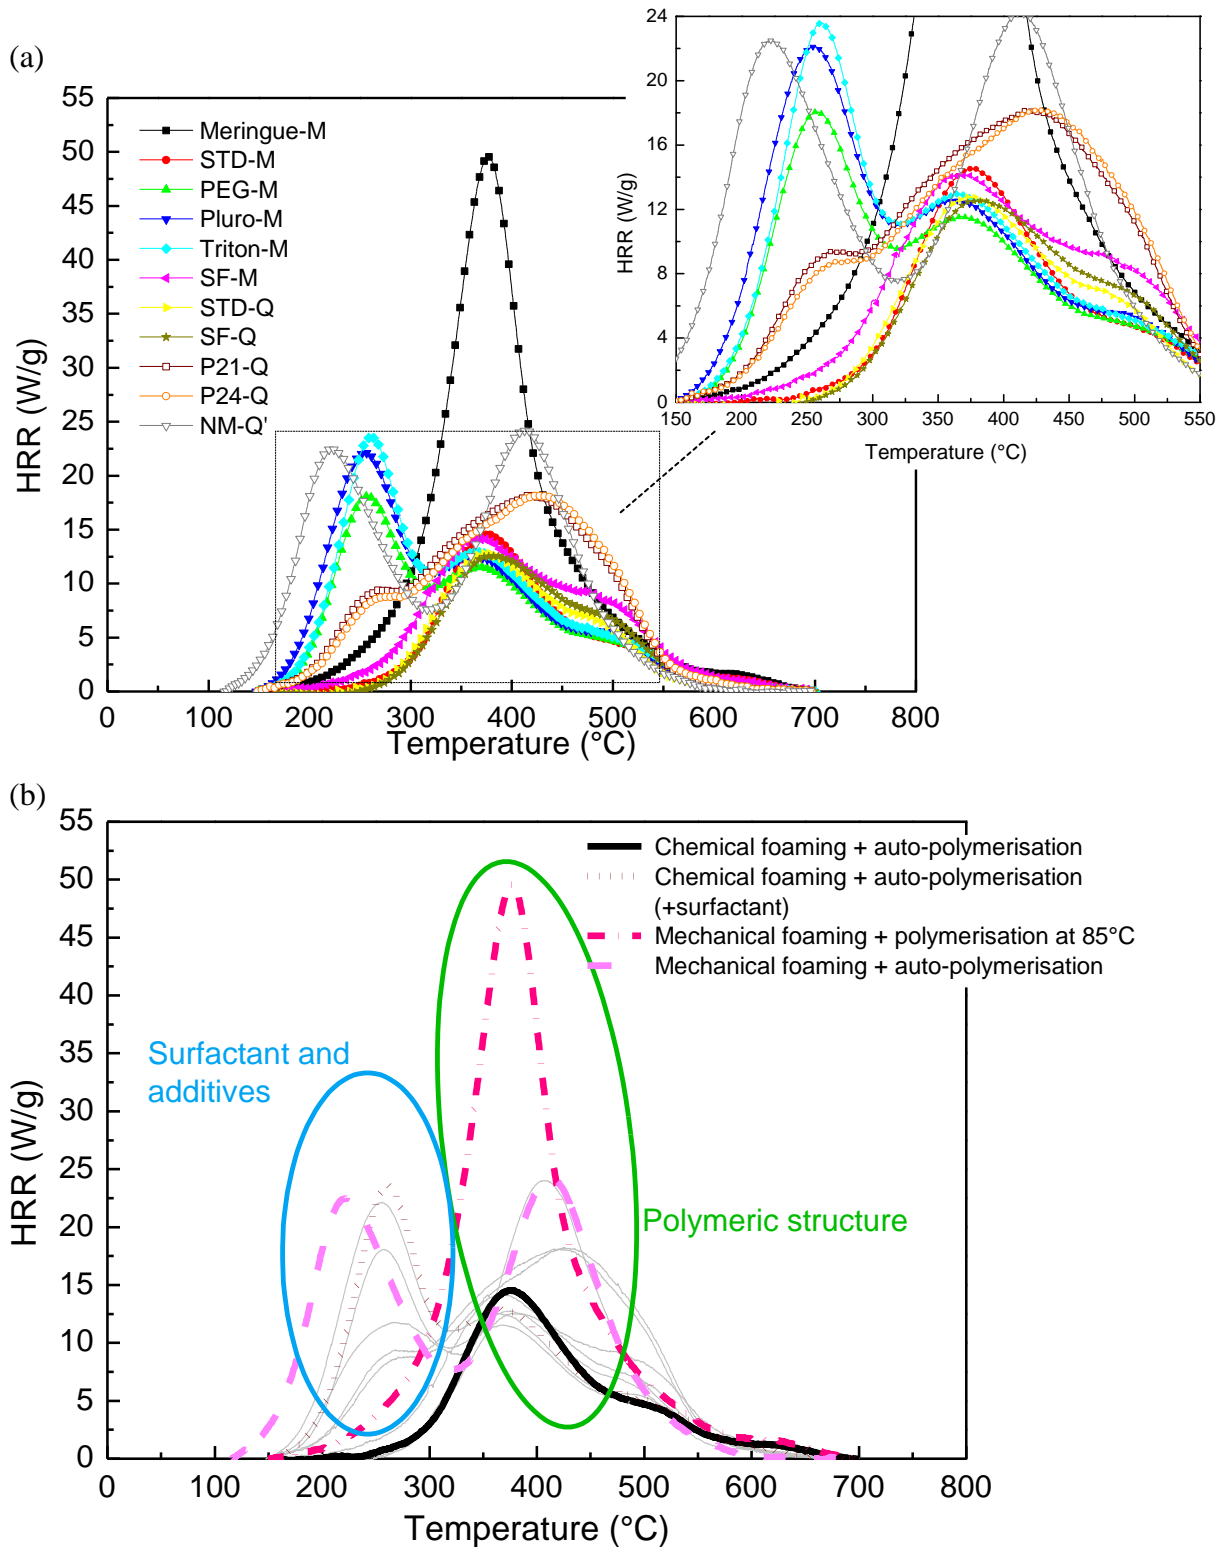 (a)
55
50
45
40
35
30
25
20
15
10
5
0
HRR (W/g)
Meringue-M
STD-M
PEG-M
Pluro-M
Triton-M
SF-M
STD-Q
SF-Q
P21-Q
P24-Q
NM-Q'
0 100 200 300 400 500 600 700 800
Temperature (°C)
24
20
16
12
8
4
0
HRR (W/g)
150 200 250 300 350 400 450 500 550
Temperature (°C)
(b)
55
50
45
40
35
30
25
20
15
10
5
0
HRR (W/g)
Chemical foaming + auto-polymerisation
Chemical foaming + auto-polymerisation
(+surfactant)
Mechanical foaming + polymerisation at 85°C
Mechanical foaming + auto-polymerisation
Surfactant and
additives
Polymeric structure
0 100 200 300 400 500 600 700 800
Temperature (°C)